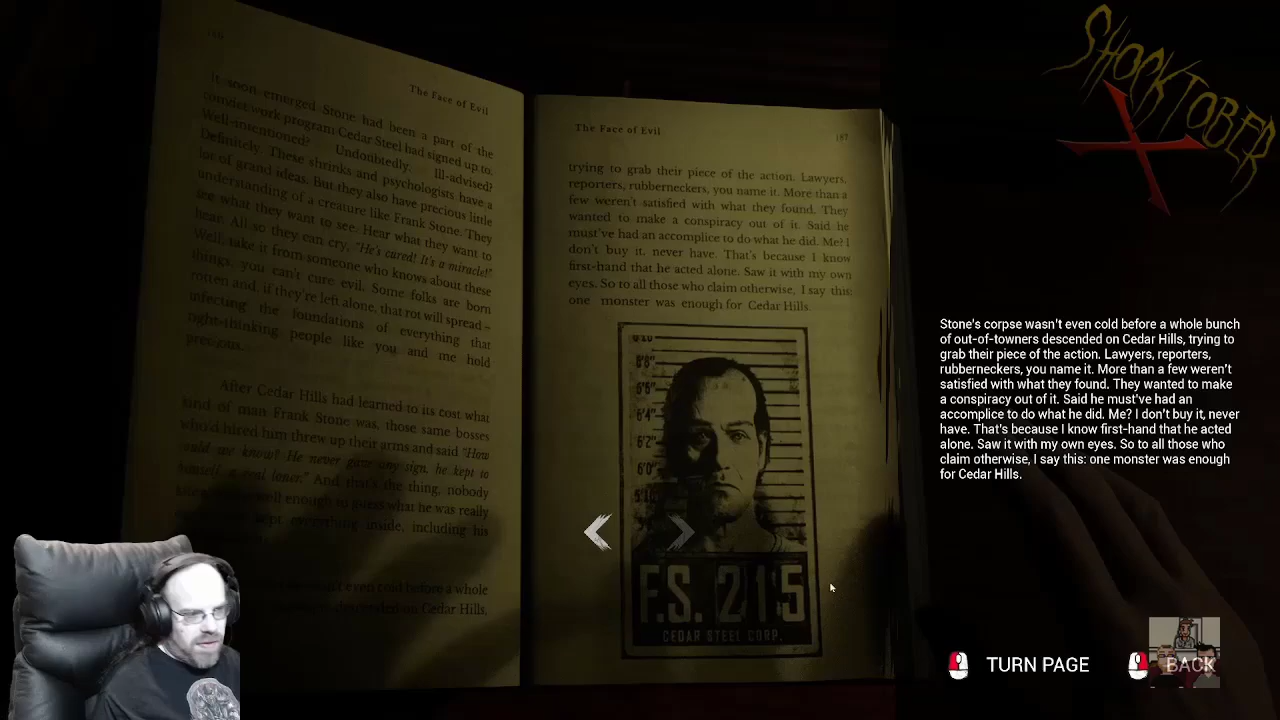 The Face of Evil
It soon emerged Stone had been a part of the
work program Cedar Steel had signed up to.
Well-intentioned? Undoubtedly. Ill-advised?
Definitely. These shrinks and psychologists have a
lot of grand ideas. But they also have precious little
understanding of a creature like Frank Stone. They
see what they want to see. Hear what they want to
hear. All so they can cry, "He's cured! It's a miracle!"
Well, take it from someone who knows about these
things, you can't cure evil. Some folks are born
rotten and, if they're left alone, that rot will spread –
infecting the foundations of everything that
right-thinking people like you and me hold
precious.
After Cedar Hills had learned to its cost what
kind of man Frank Stone was, those same bosses
who'd hired him threw up their arms and said "How
could we know? He never gave any sign, he kept to
himself, a real loner." And that's the thing, nobody
well enough to guess what he was really
kept everything inside, including his
even cold before a whole
Cedar Hills,
The Face of Evil
187
trying to grab their piece of the action. Lawyers,
reporters, rubberneckers, you name it. More than a
few weren't satisfied with what they found. They
wanted to make a conspiracy out of it. Said he
must've had an accomplice to do what he did. Me? I
don't buy it, never have. That's because I know
first-hand that he acted alone. Saw it with my own
eyes. So to all those who claim otherwise, I say this:
one monster was enough for Cedar Hills.
6'10
6'8"
6'6"
6'4"
6'2"
6'0"
5'10
F.S. 215
CEDAR STEEL CORP.
SHOCKTOBER
X
Stone's corpse wasn't even cold before a whole bunch
of out-of-towners descended on Cedar Hills, trying to
grab their piece of the action. Lawyers, reporters,
rubberneckers, you name it. More than a few weren't
satisfied with what they found. They wanted to make
a conspiracy out of it. Said he must've had an
accomplice to do what he did. Me? I don't buy it, never
have. That's because I know first-hand that he acted
alone. Saw it with my own eyes. So to all those who
claim otherwise, I say this: one monster was enough
for Cedar Hills.
TURN PAGE
BACK